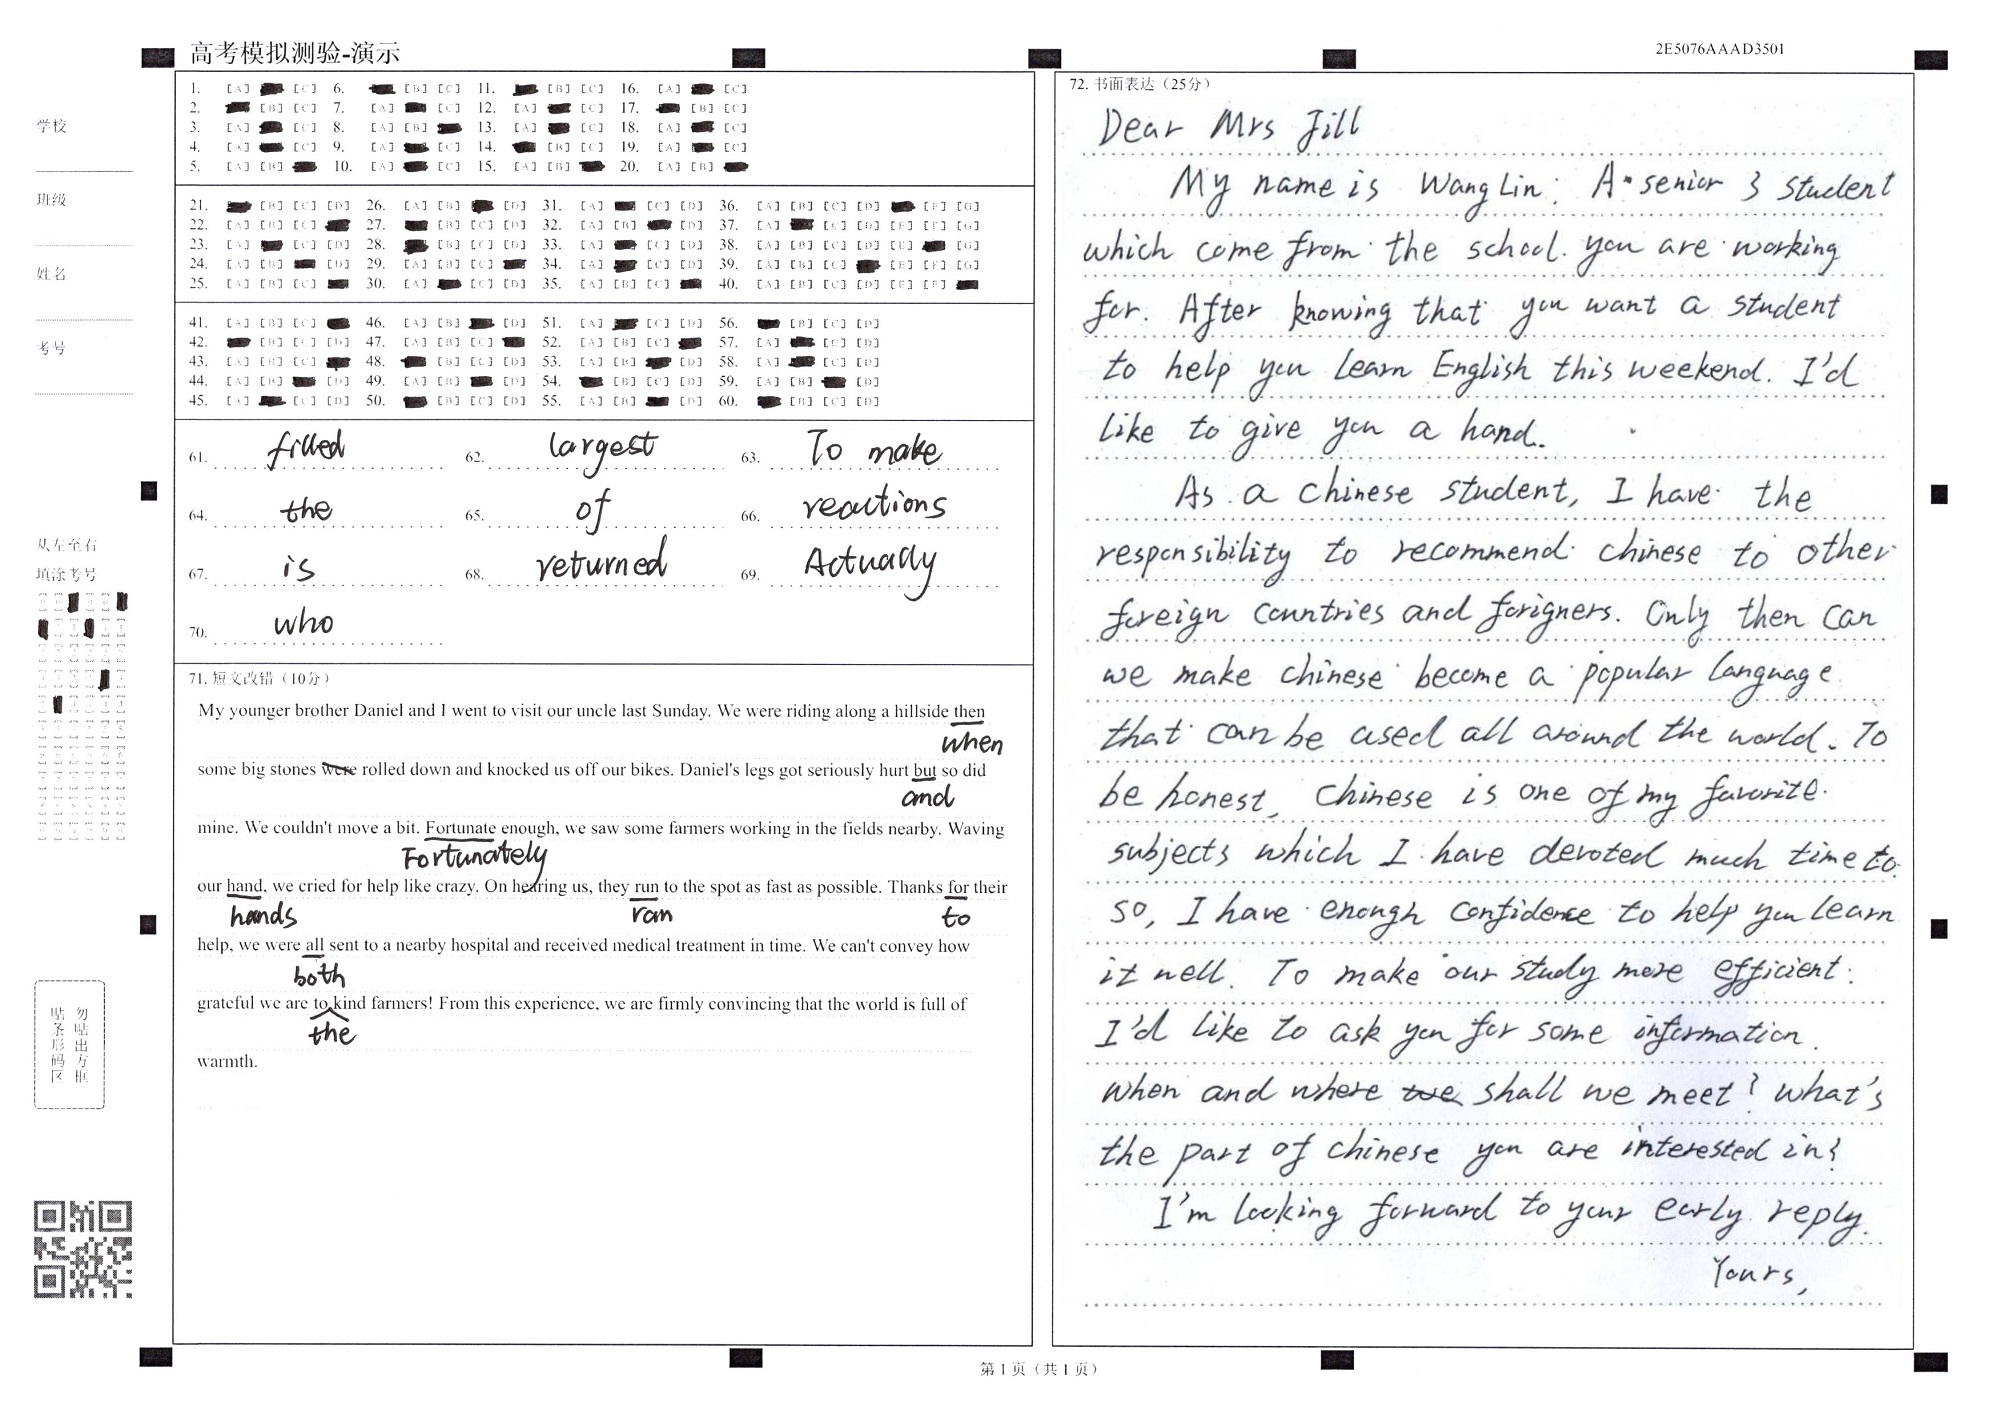 高考模拟测验-演示
2E5076AAAD3501
学校
班级
姓名
考号
从左至右
填涂考号
勿贴出方框
贴条形码区
1. [A] [C] 6. [B] [C] 11. [B] [C] 16. [A] [C]
2. [B] [C] 7. [A] [C] 12. [A] [C] 17. [B] [C]
3. [A] [C] 8. [A] [B] 13. [A] [C] 18. [A] [C]
4. [A] [C] 9. [A] [C] 14. [B] [C] 19. [A] [C]
5. [A] [B] 10. [A] [C] 15. [A] [B] 20. [A] [B]
21. [B] [C] [D] 26. [A] [B] [D] 31. [A] [C] [D] 36. [A] [B] [C] [D] [F] [G]
22. [A] [B] [C] 27. [B] [C] [D] 32. [A] [B] [D] 37. [A] [C] [D] [E] [F] [G]
23. [A] [C] [D] 28. [B] [C] [D] 33. [A] [C] [D] 38. [A] [B] [C] [D] [E] [G]
24. [A] [B] [D] 29. [A] [B] [C] 34. [A] [C] [D] 39. [A] [B] [C] [E] [F] [G]
25. [A] [B] [C] 30. [A] [C] [D] 35. [A] [B] [C] 40. [A] [B] [C] [D] [E] [F]
41. [A] [B] [C] 46. [A] [B] [D] 51. [A] [C] [D] 56. [B] [C] [D]
42. [B] [C] [D] 47. [A] [B] [C] 52. [A] [B] [C] 57. [A] [C] [D]
43. [A] [B] [C] 48. [B] [C] [D] 53. [A] [B] [D] 58. [A] [C] [D]
44. [A] [B] [D] 49. [A] [B] [D] 54. [B] [C] [D] 59. [A] [B] [D]
45. [A] [C] [D] 50. [B] [C] [D] 55. [A] [B] [D] 60. [B] [C] [D]
61. filled 62. largest 63. To make
64. the 65. of 66. reactions
67. is 68. returned 69. Actually
70. who
71. 短文改错（10分）
My younger brother Daniel and I went to visit our uncle last Sunday. We were riding along a hillside then
when
some big stones were rolled down and knocked us off our bikes. Daniel's legs got seriously hurt but so did
and
mine. We couldn't move a bit. Fortunate enough, we saw some farmers working in the fields nearby. Waving
Fortunately
our hand, we cried for help like crazy. On hearing us, they run to the spot as fast as possible. Thanks for their
hands ran to
help, we were all sent to a nearby hospital and received medical treatment in time. We can't convey how
both
grateful we are to kind farmers! From this experience, we are firmly convincing that the world is full of
the
warmth.
72. 书面表达（25分）
Dear Mrs Jill
My name is Wang Lin. A senior 3 student
which come from the school. you are working
for. After knowing that you want a student
to help you learn English this weekend. I'd
like to give you a hand.
As a chinese student, I have the
responsibility to recommend chinese to other
foreign countries and forigners. Only then can
we make chinese become a popular language
that can be used all around the world. To
be honest, chinese is one of my favorite
subjects which I have devoted much time to
so, I have enough confidence to help you learn
it well. To make our study more efficient.
I'd like to ask you for some information.
when and where we shall we meet? what's
the part of chinese you are interested in?
I'm looking forward to your early reply.
Yours,
第1页（共1页）